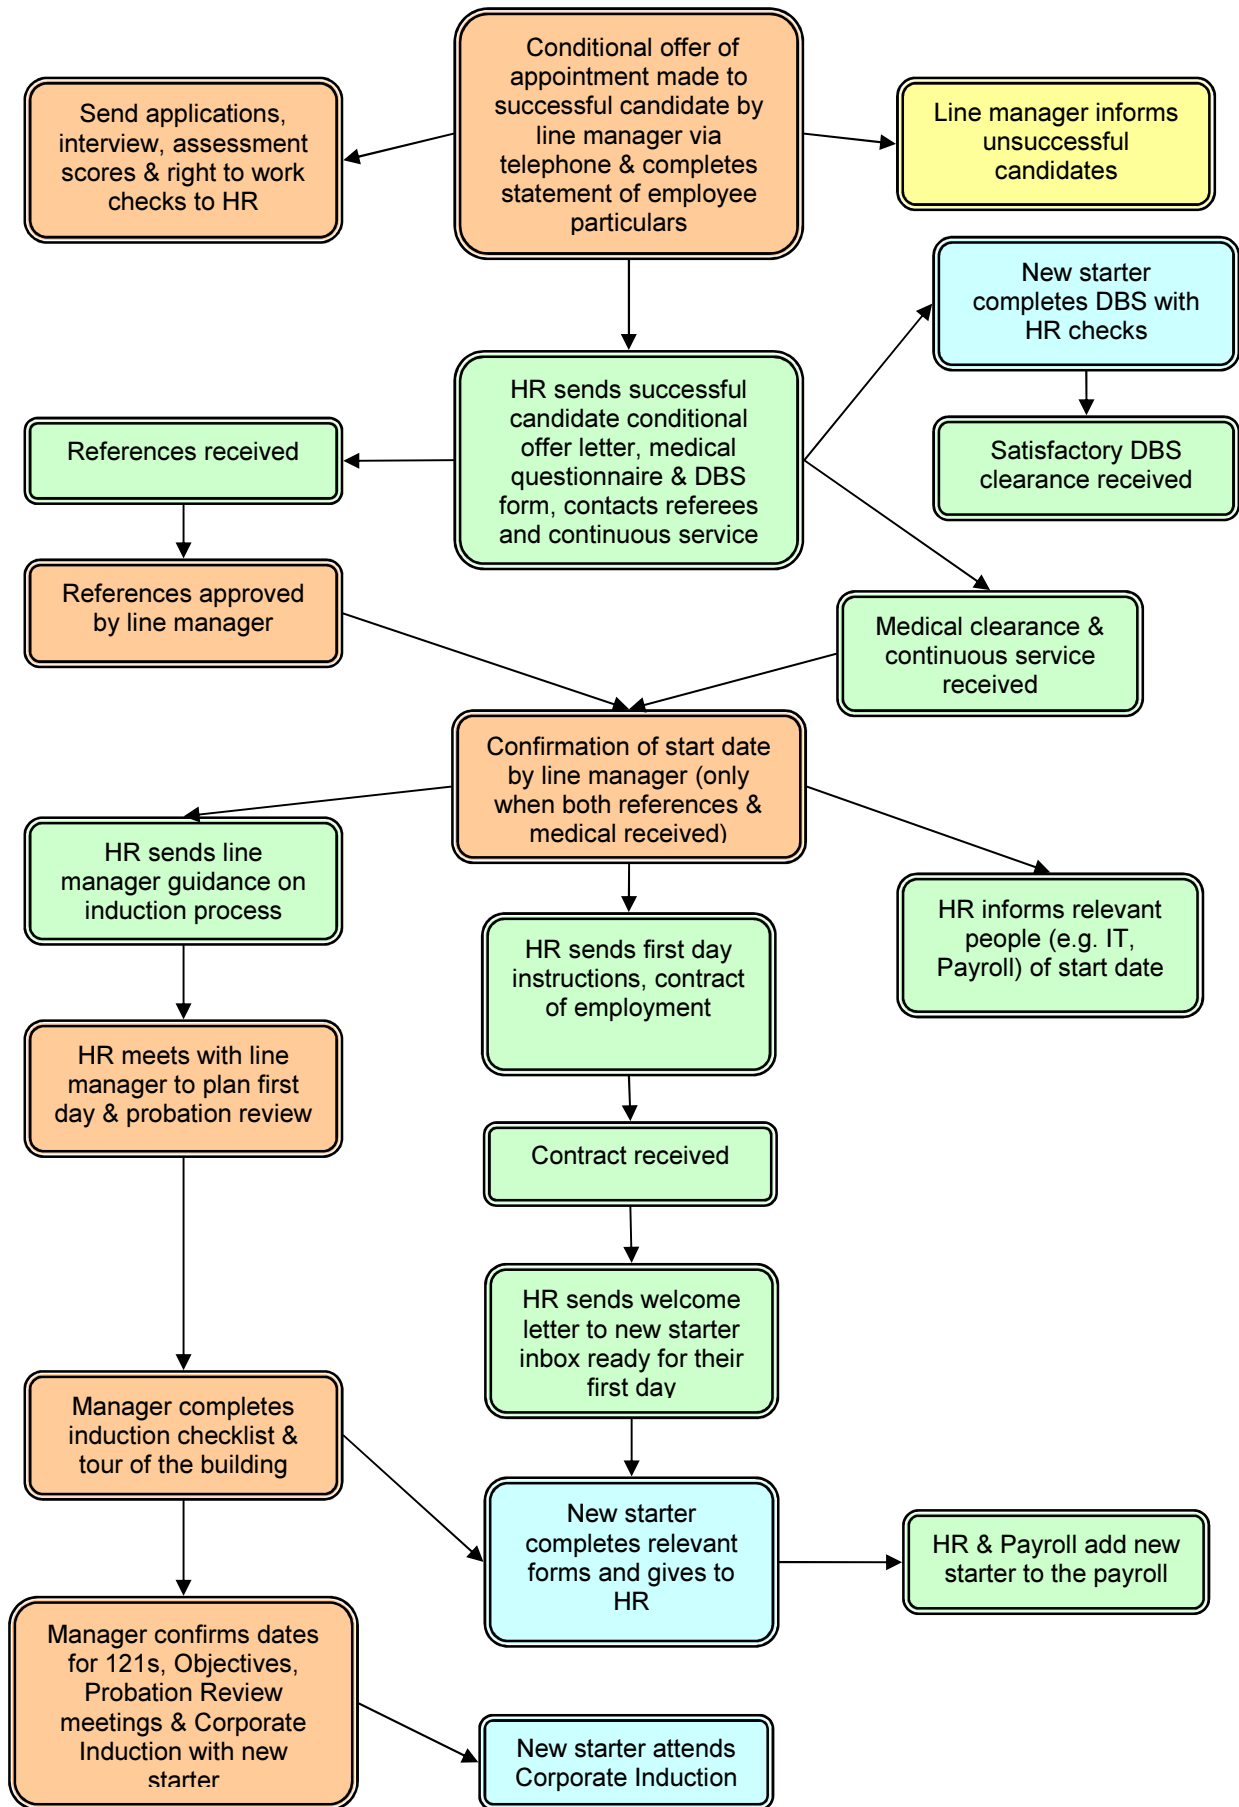 Conditional offer of
appointment made to
successful candidate by
line manager via
telephone & completes
statement of employee
particulars
Send applications,
interview, assessment
scores & right to work
checks to HR
Line manager informs
unsuccessful
candidates
New starter
completes DBS with
HR checks
HR sends successful
candidate conditional
offer letter, medical
questionnaire & DBS
form, contacts referees
and continuous service
References received
Satisfactory DBS
clearance received
References approved
by line manager
Medical clearance &
continuous service
received
Confirmation of start date
by line manager (only
when both references &
medical received)
HR sends line
manager guidance on
induction process
HR informs relevant
people (e.g. IT,
Payroll) of start date
HR sends first day
instructions, contract
of employment
HR meets with line
manager to plan first
day & probation review
Contract received
HR sends welcome
letter to new starter
inbox ready for their
first day
Manager completes
induction checklist &
tour of the building
New starter
completes relevant
forms and gives to
HR
HR & Payroll add new
starter to the payroll
Manager confirms dates
for 121s, Objectives,
Probation Review
meetings & Corporate
Induction with new
starter
New starter attends
Corporate Induction